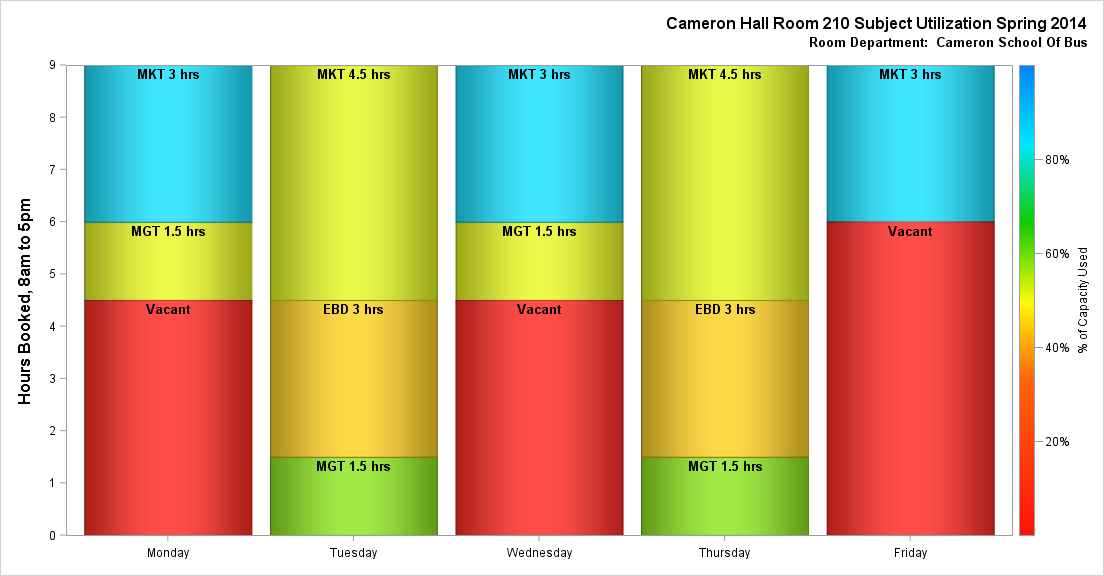 Cameron Hall Room 210 Subject Utilization Spring 2014
Room Department:  Cameron School Of Bus
Hours Booked, 8am to 5pm
9
8
7
6
5
4
3
2
1
0
MKT 3 hrs
MGT 1.5 hrs
Vacant
MKT 4.5 hrs
EBD 3 hrs
MGT 1.5 hrs
MKT 3 hrs
MGT 1.5 hrs
Vacant
MKT 4.5 hrs
EBD 3 hrs
MGT 1.5 hrs
MKT 3 hrs
Vacant
Monday
Tuesday
Wednesday
Thursday
Friday
80%
60%
40%
20%
% of Capacity Used